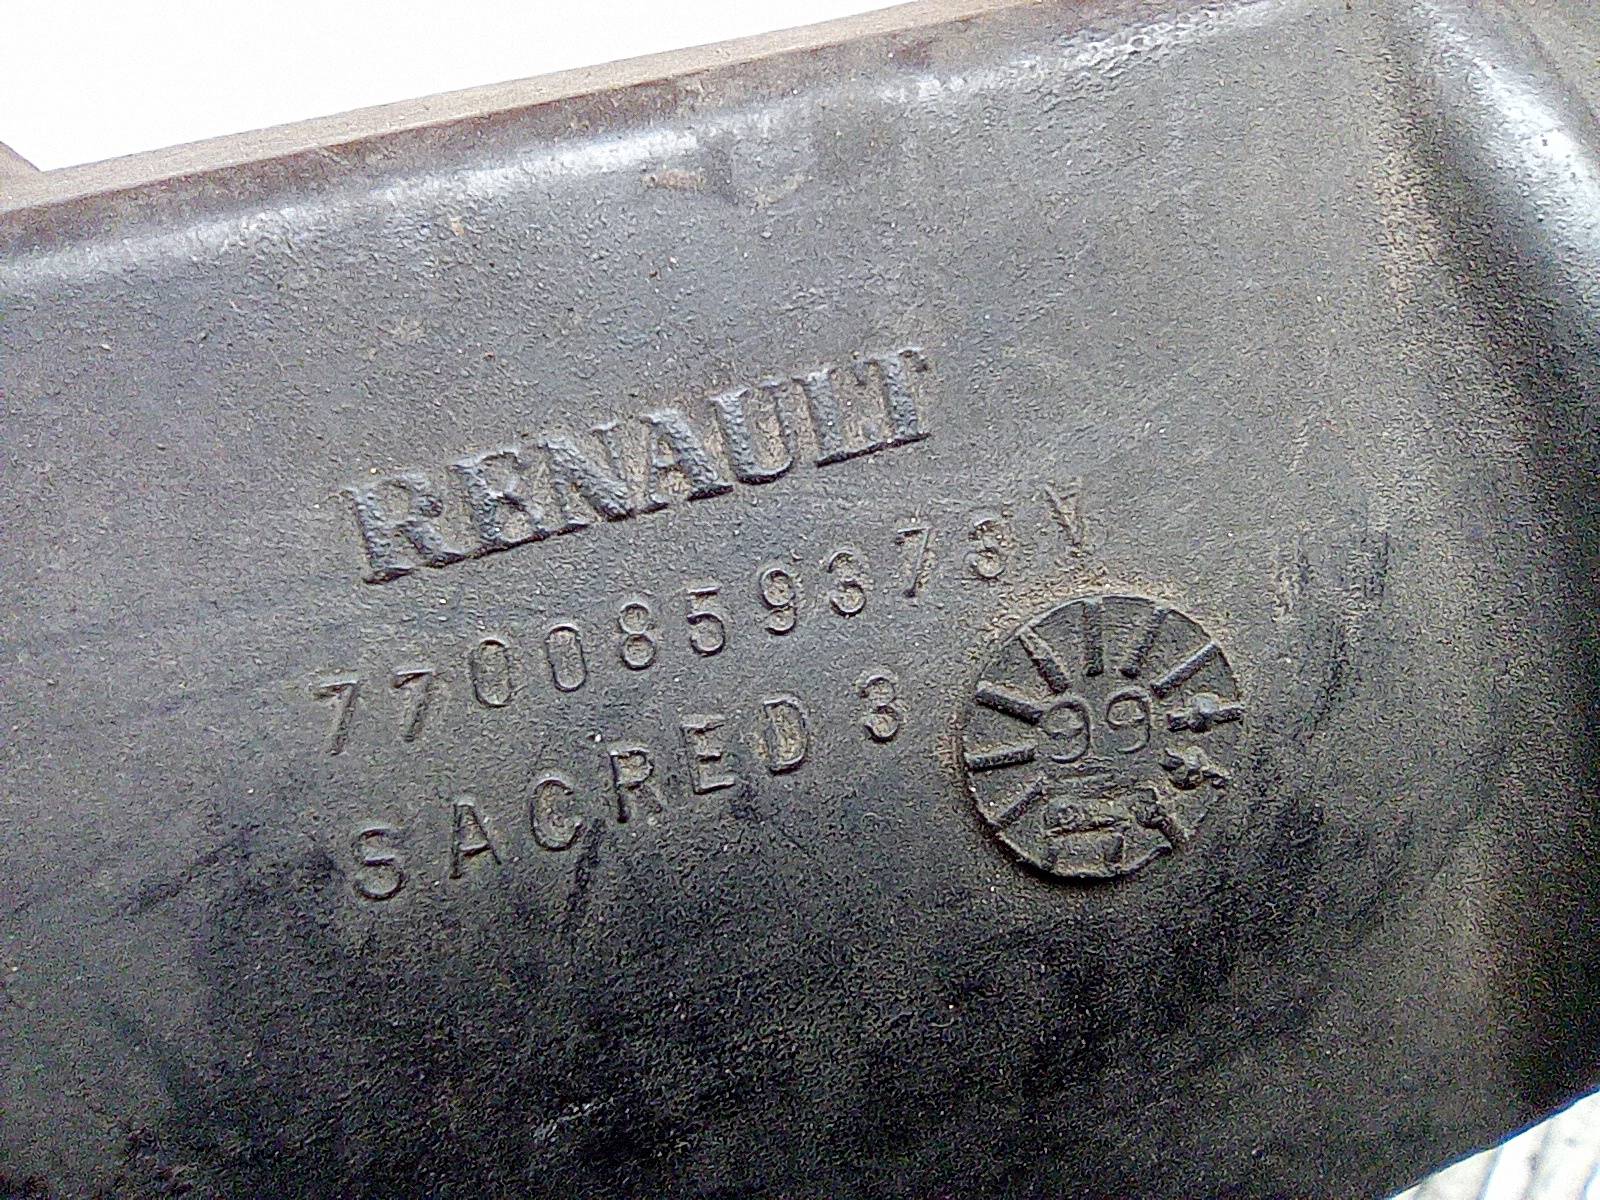 RENAULT
7700859373V
SACRED 3
99